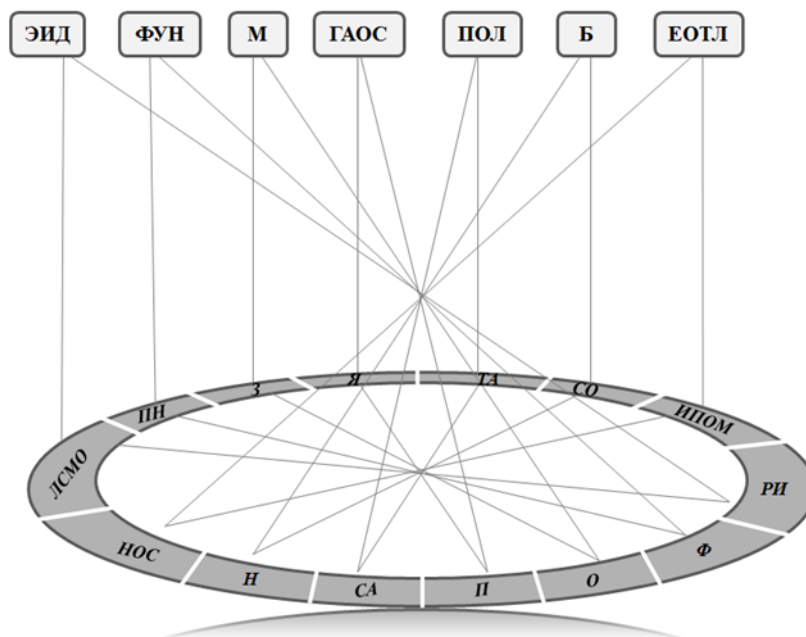 ЭИД ФУН М ГАОС ПОЛ Б ЕОТЛ
ЛСМО ПН З Я ТА СО ИПОМ РИ
НОС Н СА П О Ф